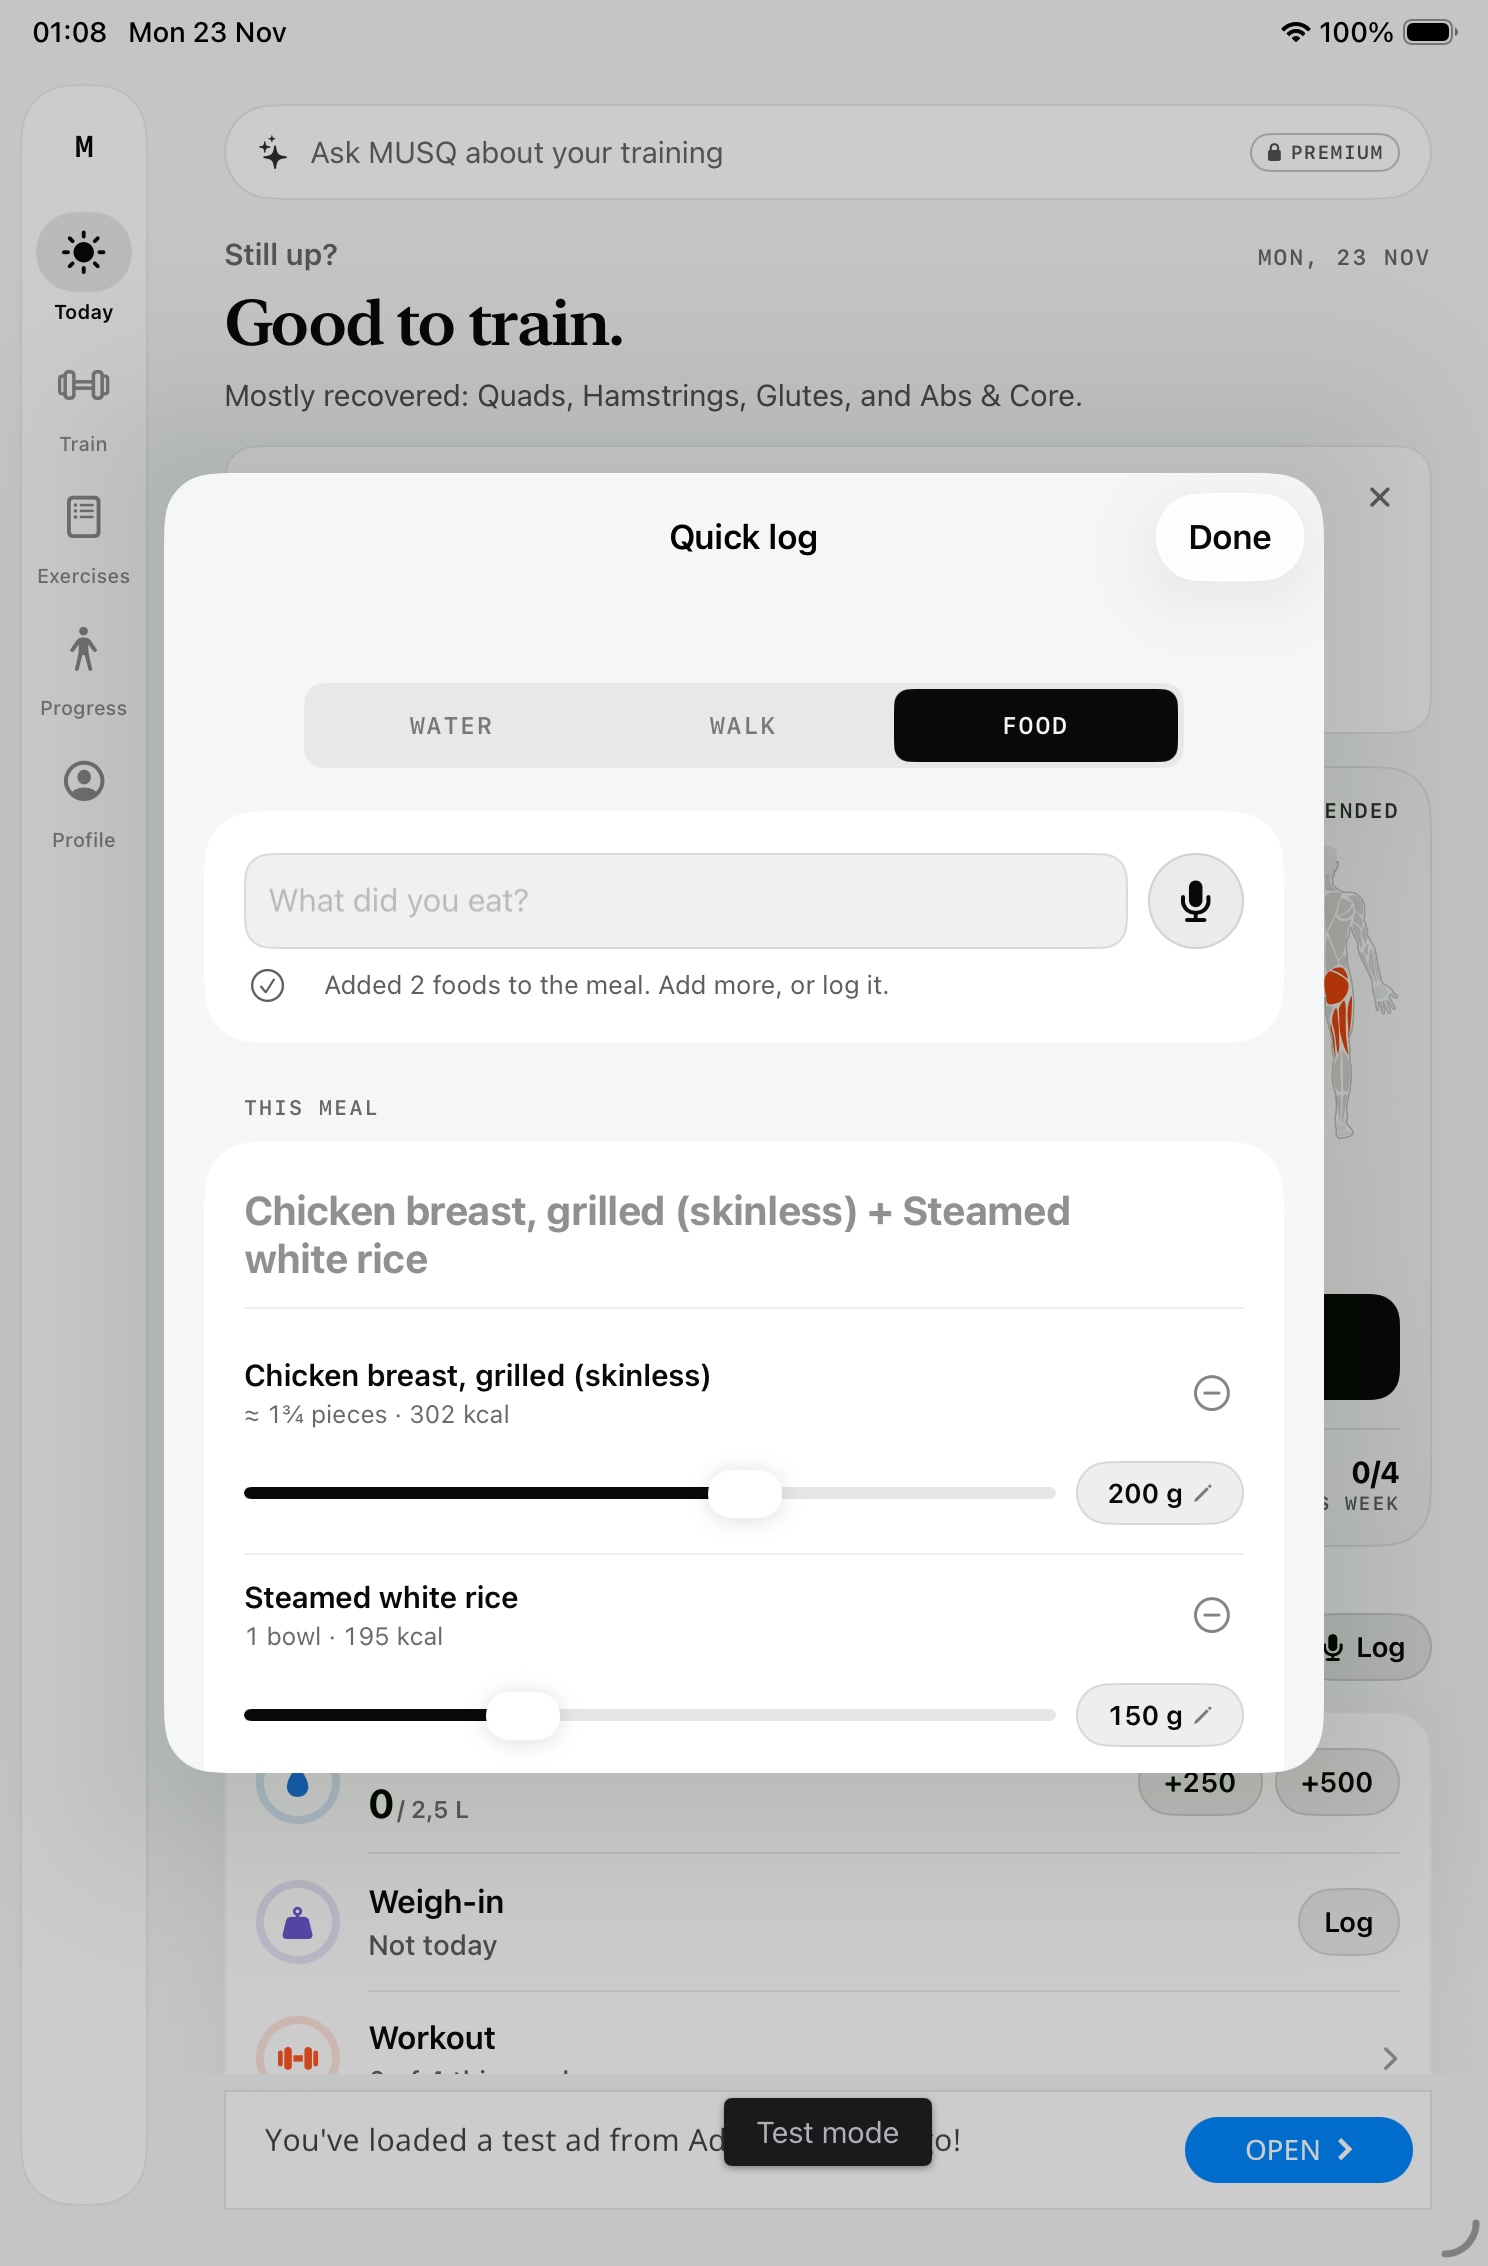 01:08 Mon 23 Nov
100%
M
Ask MUSQ about your training
PREMIUM
Today
Still up?
MON, 23 NOV
Good to train.
Mostly recovered: Quads, Hamstrings, Glutes, and Abs & Core.
Train
Exercises
Progress
Profile
Quick log
Done
WATER
WALK
FOOD
What did you eat?
Added 2 foods to the meal. Add more, or log it.
THIS MEAL
Chicken breast, grilled (skinless) + Steamed
white rice
Chicken breast, grilled (skinless)
≈ 1¾ pieces · 302 kcal
200 g
Steamed white rice
1 bowl · 195 kcal
150 g
ENDED
0/4
WEEK
Log
0 / 2,5 L
+250
+500
Weigh-in
Not today
Log
Workout
You've loaded a test ad from
Test mode
OPEN